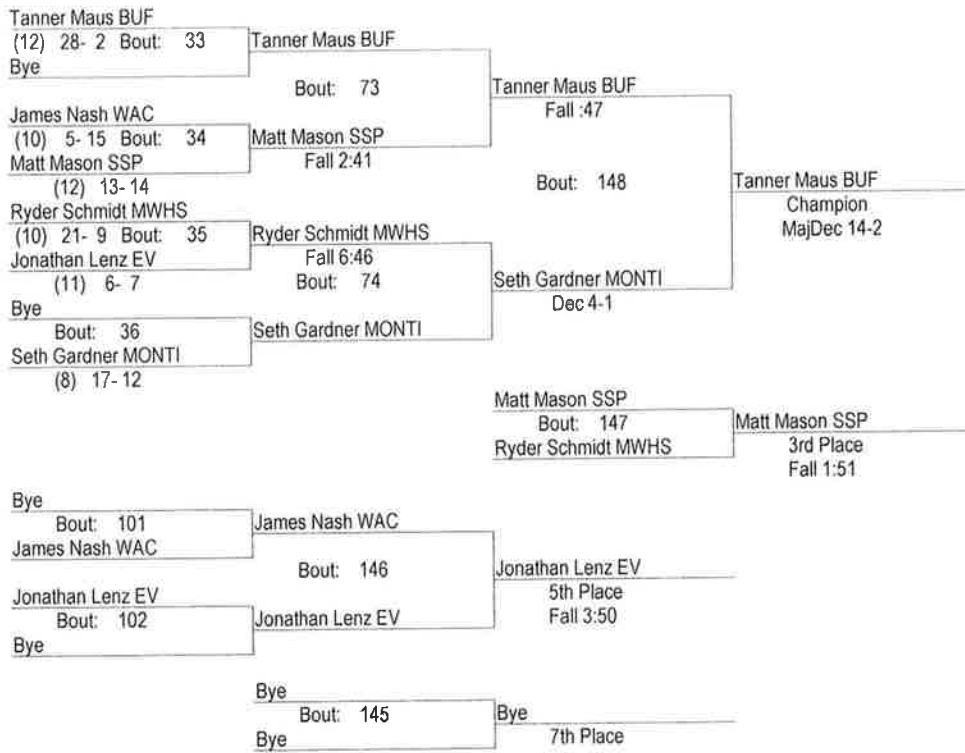 Tanner Maus BUF
(12) 28- 2 Bout: 33
Bye
Tanner Maus BUF
Bout: 73
James Nash WAC
(10) 5- 15 Bout: 34
Matt Mason SSP
(12) 13- 14
Matt Mason SSP
Fall 2:41
Tanner Maus BUF
Fall :47
Ryder Schmidt MWHS
(10) 21- 9 Bout: 35
Jonathan Lenz EV
(11) 6- 7
Ryder Schmidt MWHS
Fall 6:46
Bout: 74
Bye
Bout: 36
Seth Gardner MONTI
(8) 17- 12
Seth Gardner MONTI
Seth Gardner MONTI
Dec 4-1
Bout: 148
Tanner Maus BUF
Champion
MajDec 14-2
Matt Mason SSP
Bout: 147
Ryder Schmidt MWHS
Matt Mason SSP
3rd Place
Fall 1:51
Bye
Bout: 101
James Nash WAC
James Nash WAC
Bout: 146
Jonathan Lenz EV
Bout: 102
Bye
Jonathan Lenz EV
Jonathan Lenz EV
5th Place
Fall 3:50
Bye
Bout: 145
Bye
Bye
7th Place